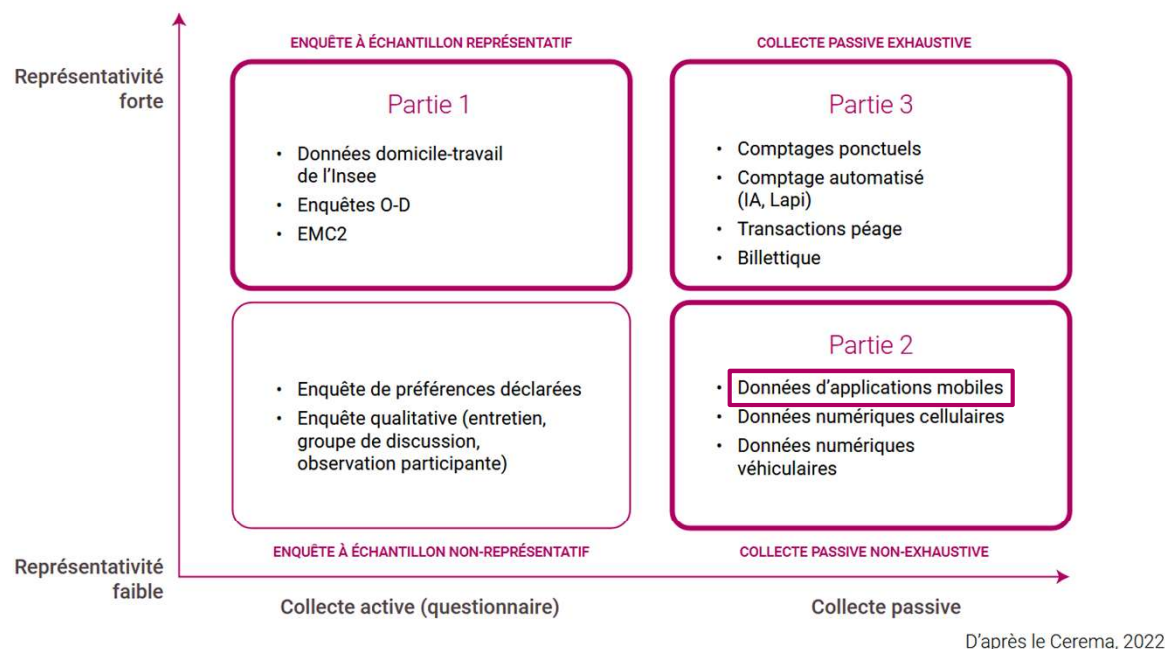 ENQUÊTE À ÉCHANTILLON REPRÉSENTATIF
COLLECTE PASSIVE EXHAUSTIVE
Représentativité
forte
Partie 1
• Données domicile-travail
de l'Insee
• Enquêtes O-D
• EMC2
Partie 3
• Comptages ponctuels
• Comptage automatisé
(IA, Lapi)
• Transactions péage
• Billettique
• Enquête de préférences déclarées
• Enquête qualitative (entretien,
groupe de discussion,
observation participante)
Partie 2
• Données d'applications mobiles
• Données numériques cellulaires
• Données numériques
véhiculaires
ENQUÊTE À ÉCHANTILLON NON-REPRÉSENTATIF
COLLECTE PASSIVE NON-EXHAUSTIVE
Représentativité
faible
Collecte active (questionnaire)
Collecte passive
D'après le Cerema, 2022